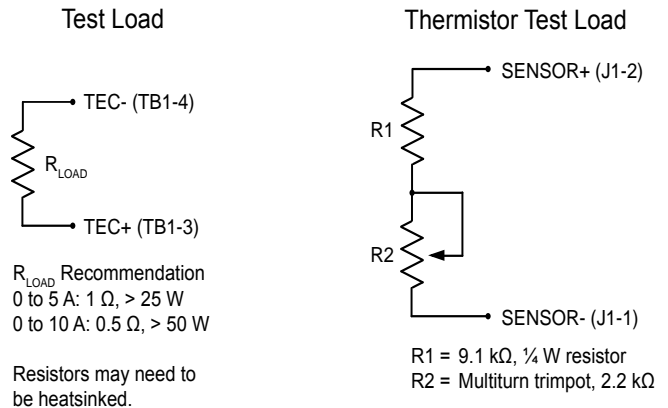 Test Load
TEC- (TB1-4)
R_LOAD
TEC+ (TB1-3)
R_LOAD Recommendation
0 to 5 A: 1 Ω, > 25 W
0 to 10 A: 0.5 Ω, > 50 W
Resistors may need to
be heatsinked.
Thermistor Test Load
SENSOR+ (J1-2)
R1
R2
SENSOR- (J1-1)
R1 = 9.1 kΩ, ¼ W resistor
R2 = Multiturn trimpot, 2.2 kΩ